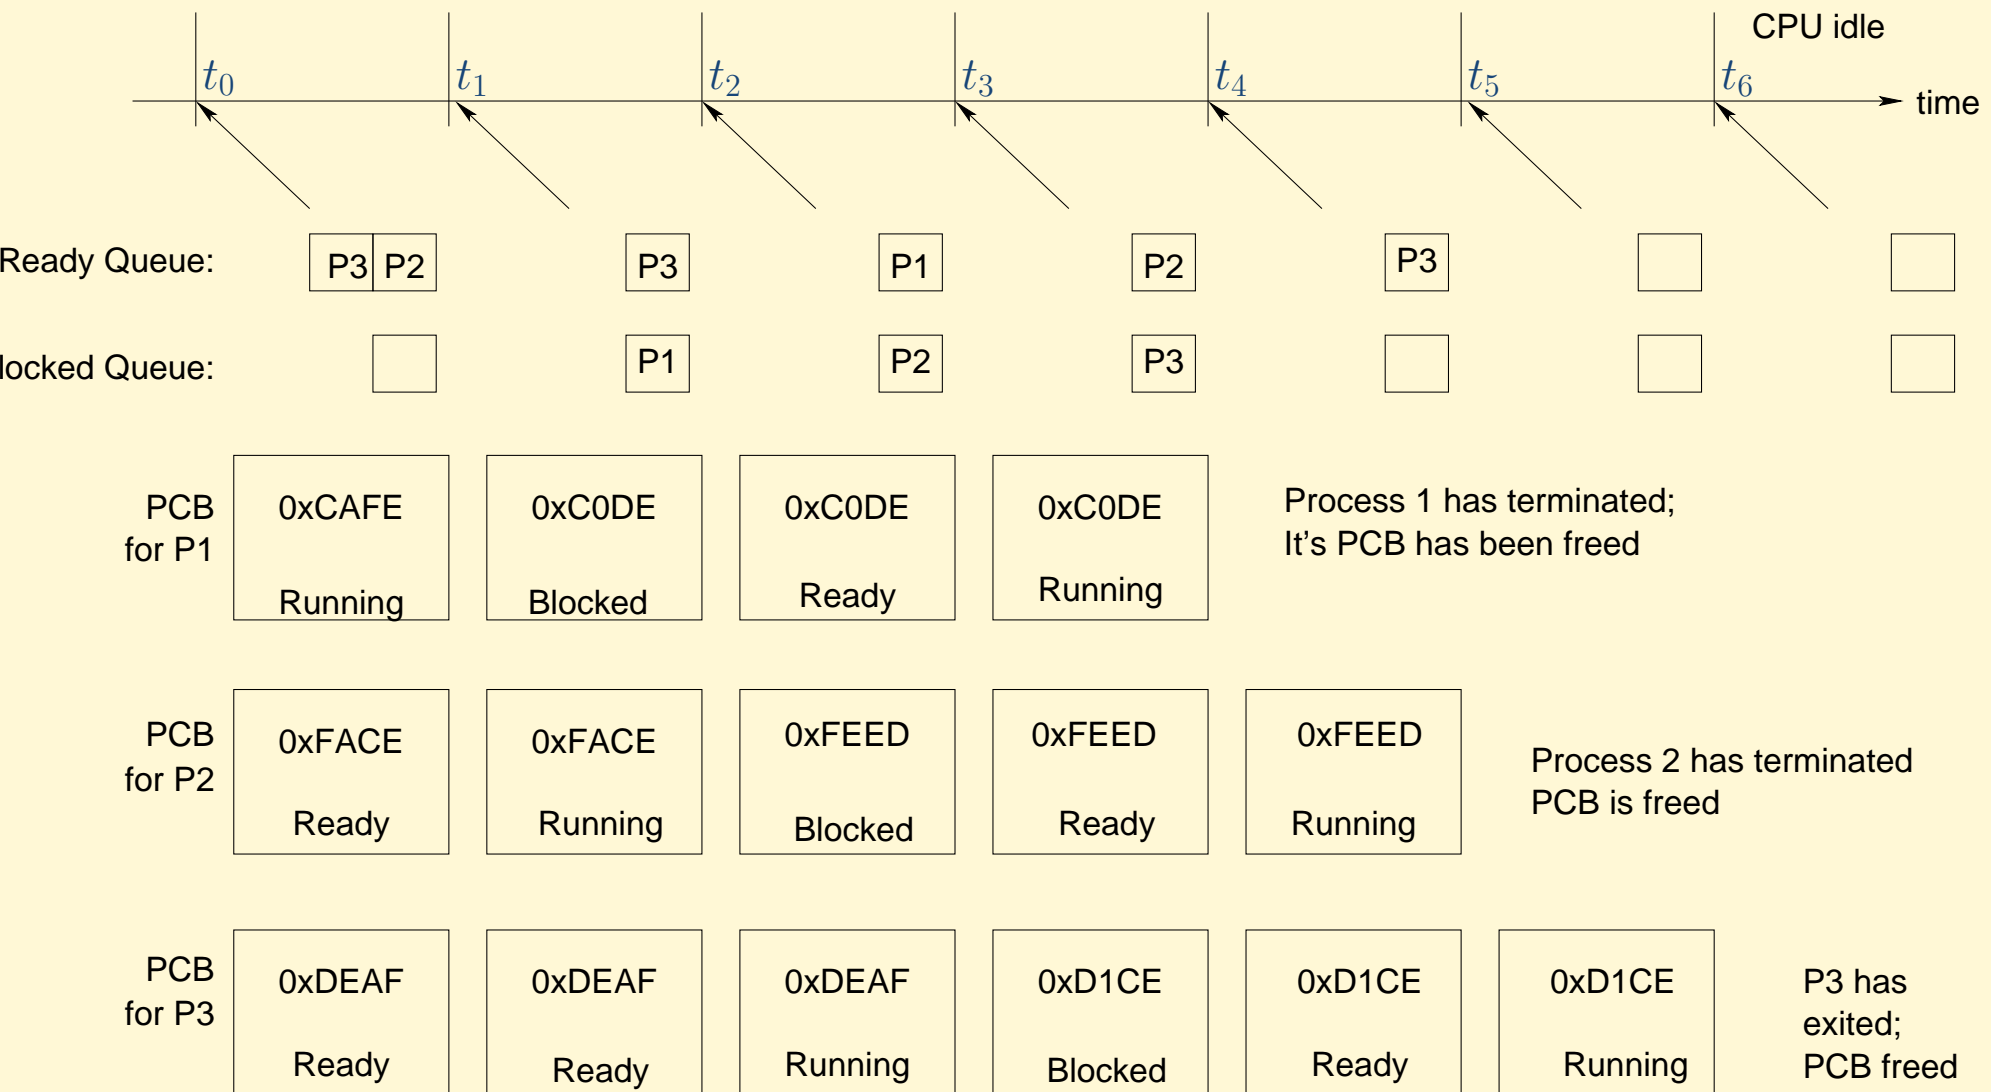 CPU idle
t0 t1 t2 t3 t4 t5 t6
time
Ready Queue: P3 P2 P3 P1 P2 P3
locked Queue: P1 P2 P3
PCB
for P1
0xCAFE 0xC0DE 0xC0DE 0xC0DE
Running Blocked Ready Running
Process 1 has terminated;
It's PCB has been freed
PCB
for P2
0xFACE 0xFACE 0xFEED 0xFEED 0xFEED
Ready Running Blocked Ready Running
Process 2 has terminated
PCB is freed
PCB
for P3
0xDEAF 0xDEAF 0xDEAF 0xD1CE 0xD1CE 0xD1CE
Ready Ready Running Blocked Ready Running
P3 has
exited;
PCB freed